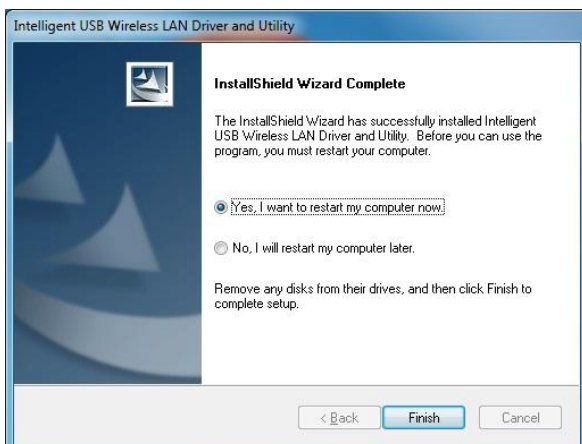 Intelligent USB Wireless LAN Driver and Utility
InstallShield Wizard Complete
The InstallShield Wizard has successfully installed Intelligent
USB Wireless LAN Driver and Utility. Before you can use the
program, you must restart your computer.
Yes, I want to restart my computer now.
No, I will restart my computer later.
Remove any disks from their drives, and then click Finish to
complete setup.
< Back
Finish
Cancel